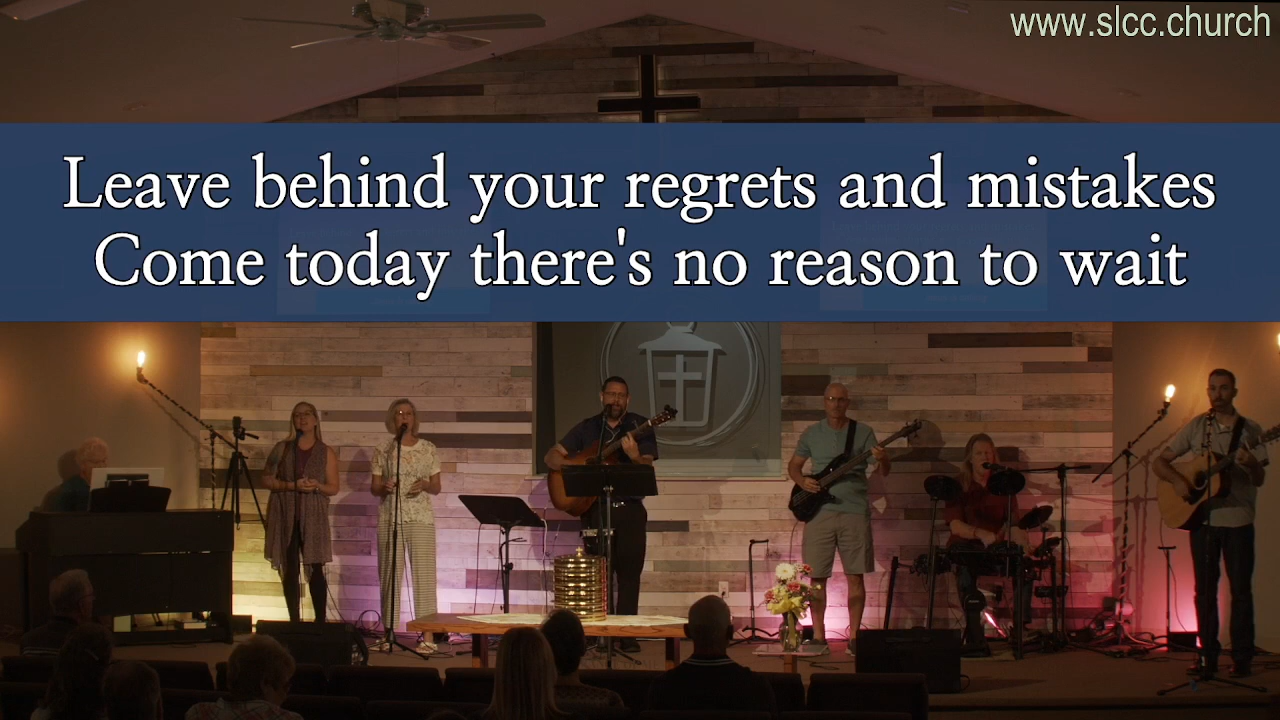 www.slcc.church
Leave behind your regrets and mistakes
Come today there's no reason to wait